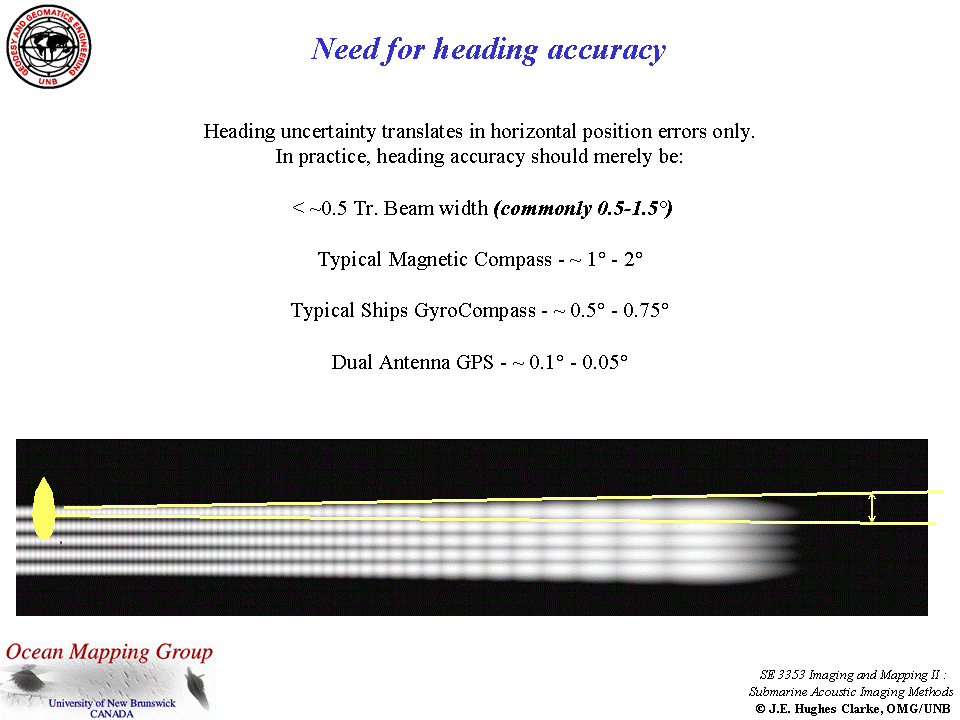 GEODESY AND GEOMATICS ENGINEERING
UNB
Need for heading accuracy
Heading uncertainty translates in horizontal position errors only.
In practice, heading accuracy should merely be:
< ~0.5 Tr. Beam width (commonly 0.5-1.5°)
Typical Magnetic Compass - ~ 1° - 2°
Typical Ships GyroCompass - ~ 0.5° - 0.75°
Dual Antenna GPS - ~ 0.1° - 0.05°
Ocean Mapping Group
University of New Brunswick
CANADA
SE 3353 Imaging and Mapping II :
Submarine Acoustic Imaging Methods
© J.E. Hughes Clarke, OMG/UNB